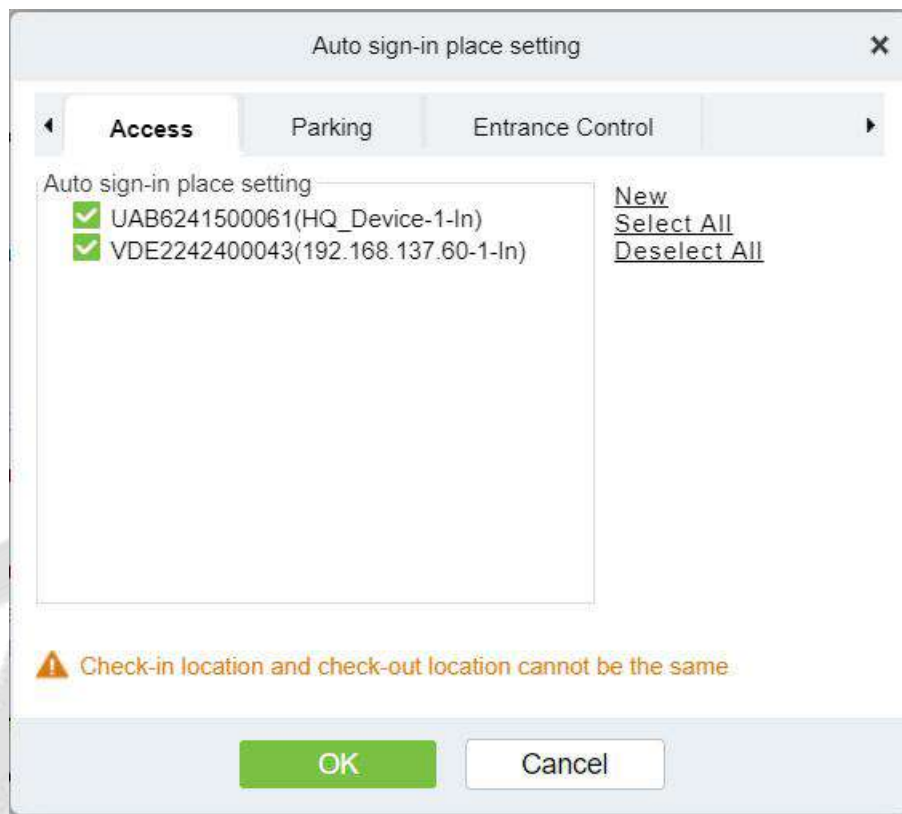 Auto sign-in place setting
Access Parking Entrance Control
Auto sign-in place setting
UAB6241500061(HQ_Device-1-In)
VDE2242400043(192.168.137.60-1-In)
New
Select All
Deselect All
Check-in location and check-out location cannot be the same
OK Cancel